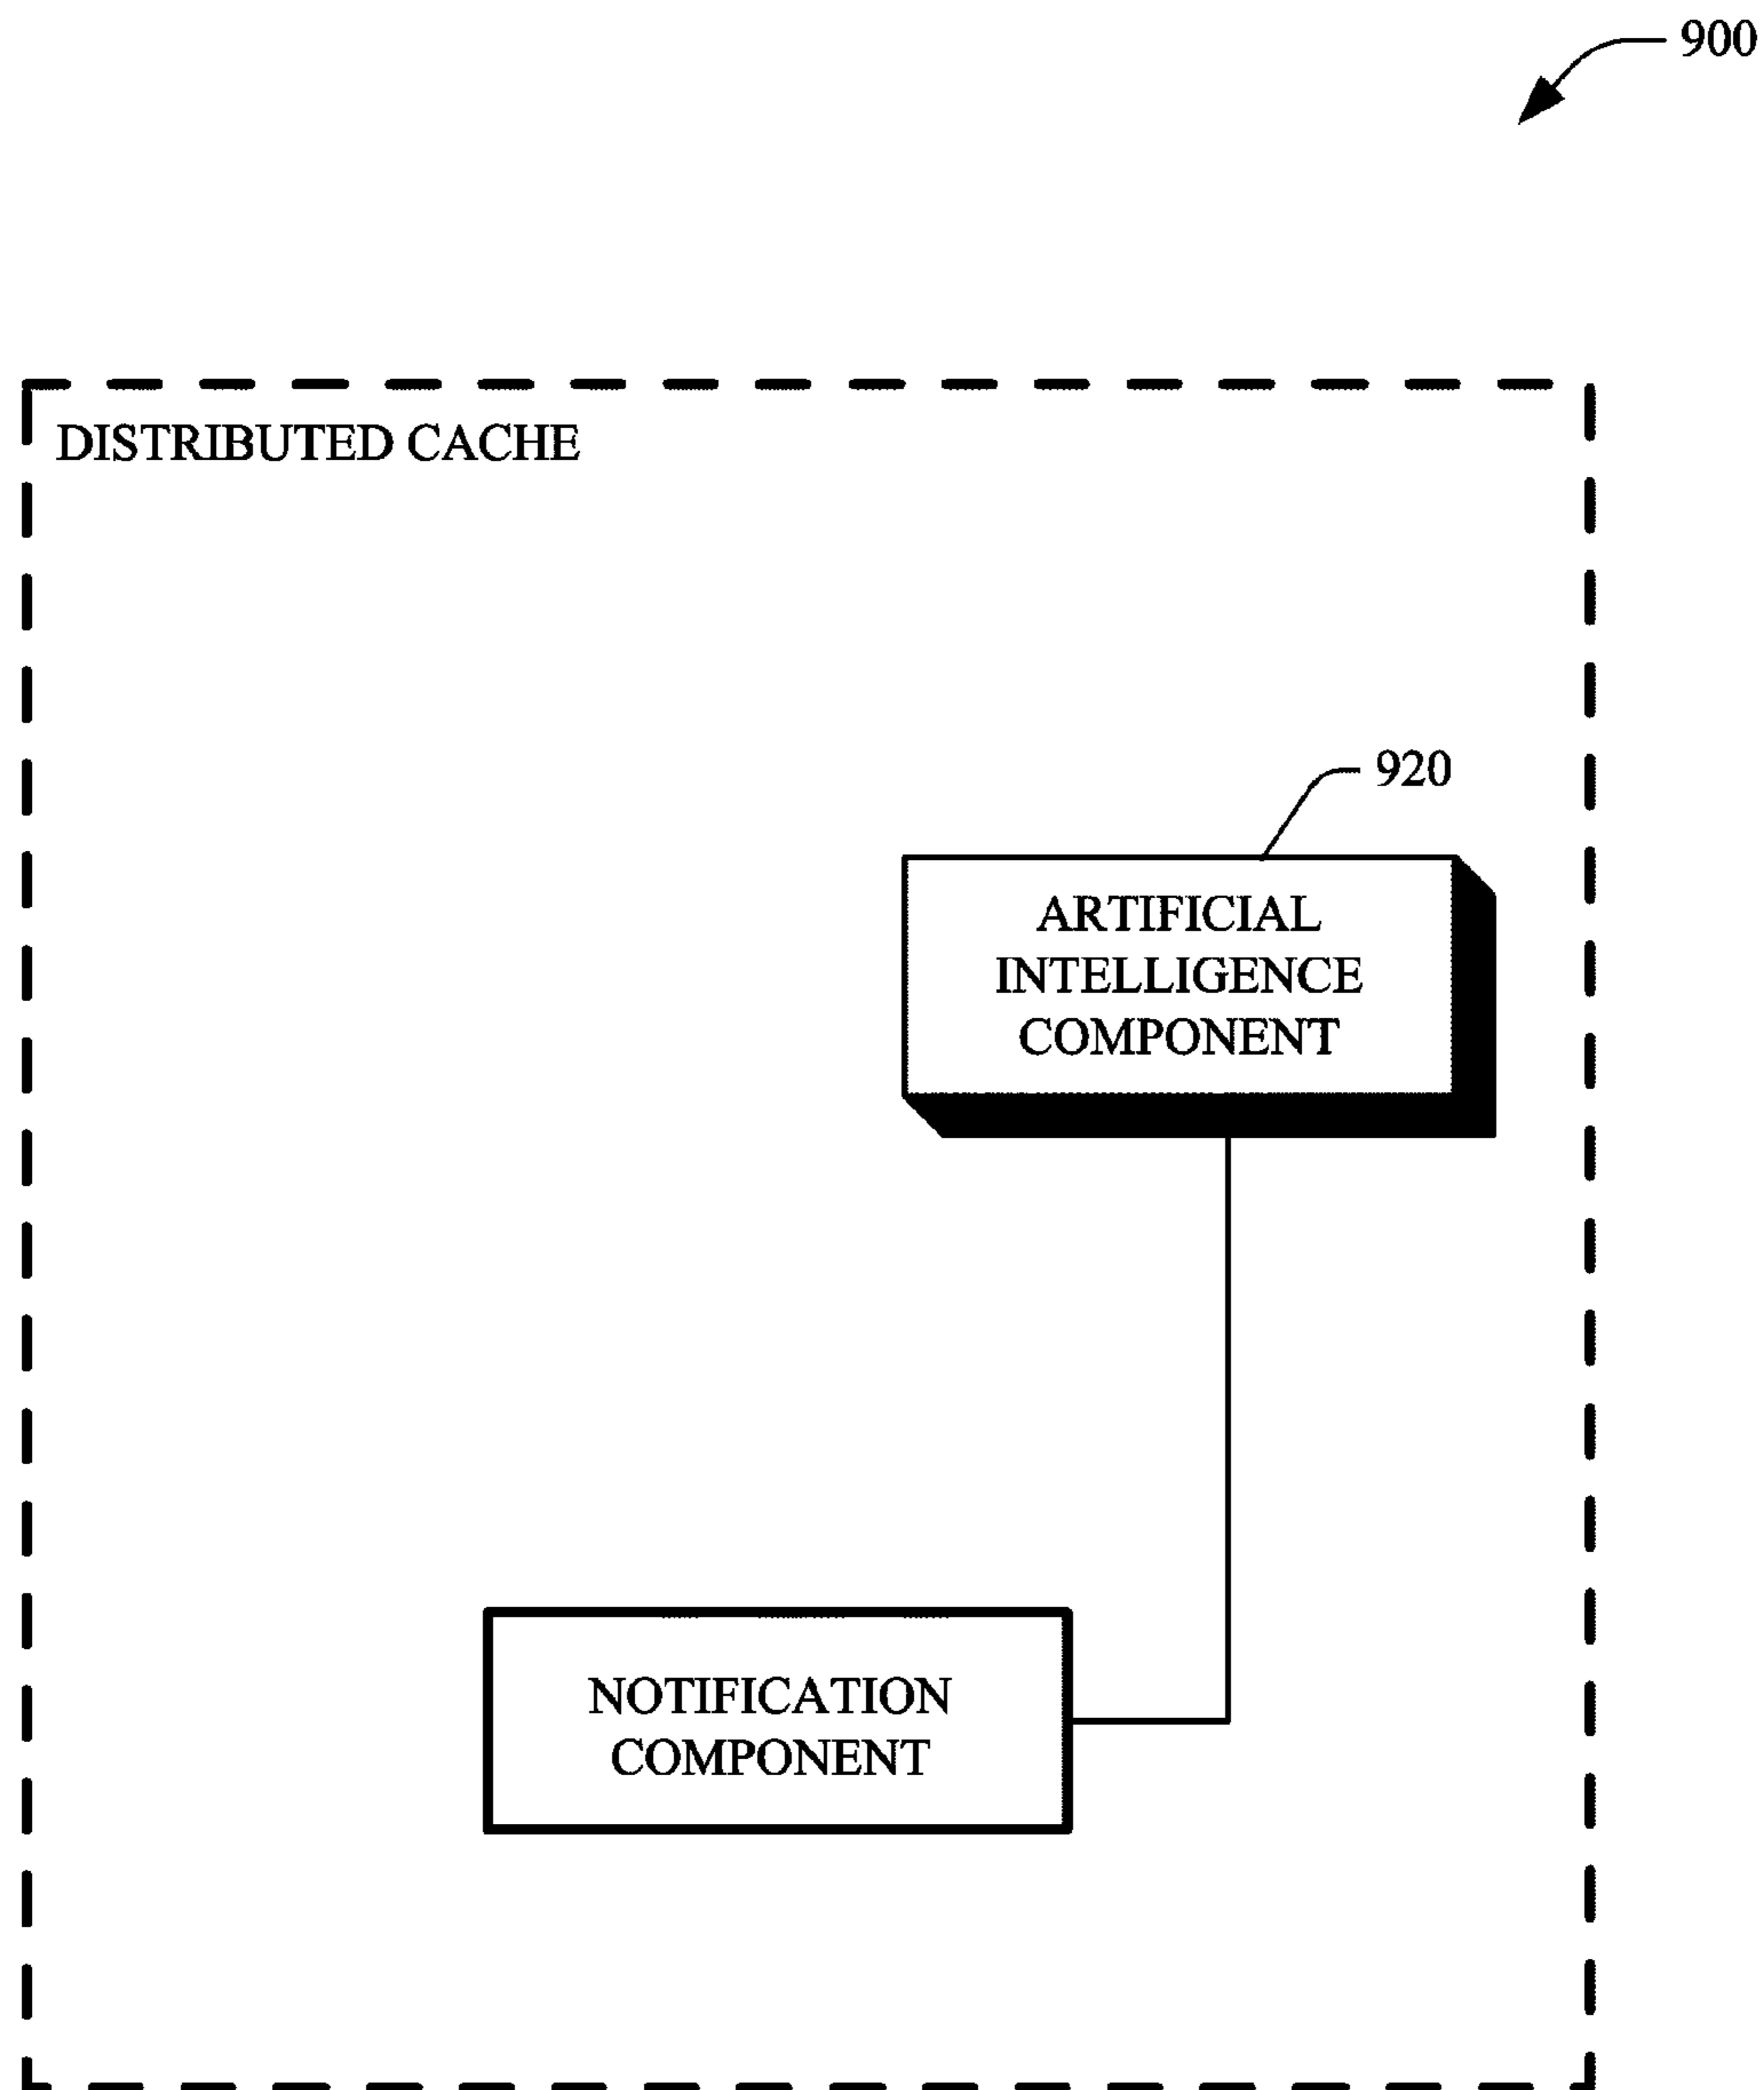 900
DISTRIBUTED CACHE
920
ARTIFICIAL
INTELLIGENCE
COMPONENT
NOTIFICATION
COMPONENT